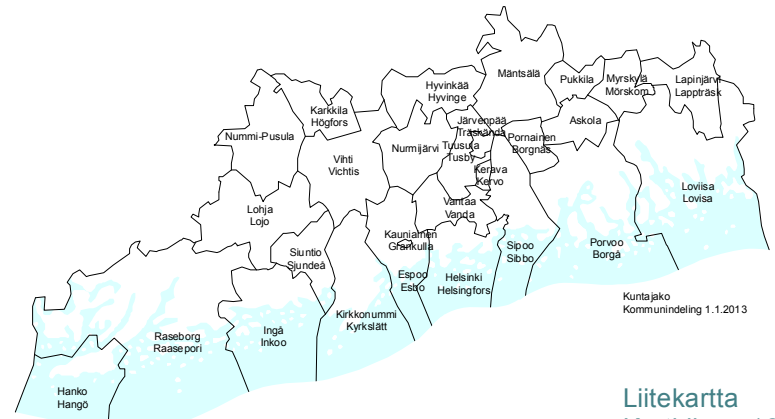 Mäntsälä
Hyvinkää
Hyvinge
Pukkila
Myrskylä
Mörskom
Lapinjärvi
Lappträsk
Karkkila
Högfors
Nummi-Pusula
Järvenpää
Träskända
Askola
Pornainen
Borgnäs
Nurmijärvi
Tuusula
Tusby
Vihti
Vichtis
Kerava
Kervo
Loviisa
Lovisa
Vantaa
Vanda
Lohja
Lojo
Kauniainen
Grankulla
Siuntio
Sjundeå
Sipoo
Sibbo
Porvoo
Borgå
Espoo
Esbo
Helsinki
Helsingfors
Kuntajako
Kommunindeling 1.1.2013
Kirkkonummi
Kyrkslätt
Ingå
Inkoo
Raseborg
Raasepori
Hanko
Hangö
Liitekartta